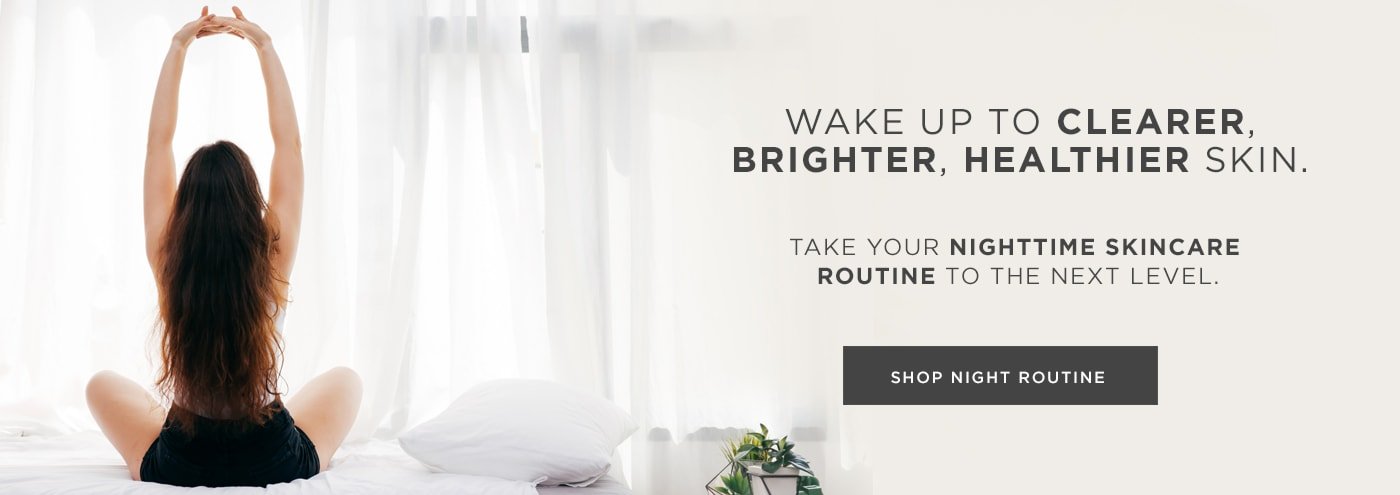 WAKE UP TO CLEARER,
BRIGHTER, HEALTHIER SKIN.
TAKE YOUR NIGHTTIME SKINCARE
ROUTINE TO THE NEXT LEVEL.
SHOP NIGHT ROUTINE